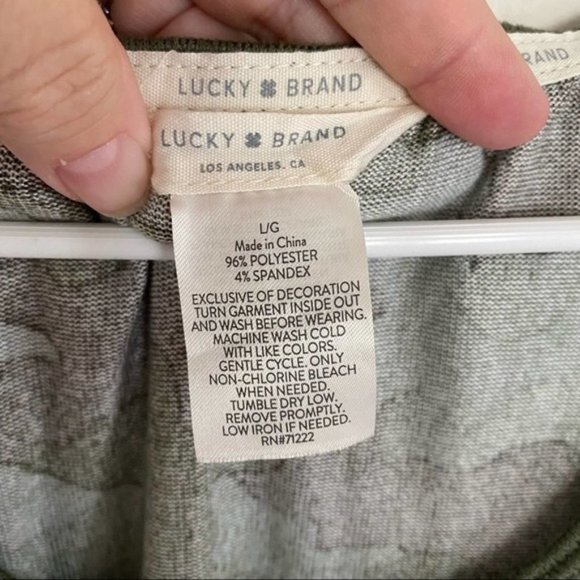 LUCKY BRAND
RAND
LUCKY BRAND
LOS ANGELES. CA
L/G
Made in China
96% POLYESTER
4% SPANDEX
EXCLUSIVE OF DECORATION
TURN GARMENT INSIDE OUT
AND WASH BEFORE WEARING.
MACHINE WASH COLD
WITH LIKE COLORS.
GENTLE CYCLE. ONLY
NON-CHLORINE BLEACH
WHEN NEEDED.
TUMBLE DRY LOW.
REMOVE PROMPTLY.
LOW IRON IF NEEDED.
RN#71222